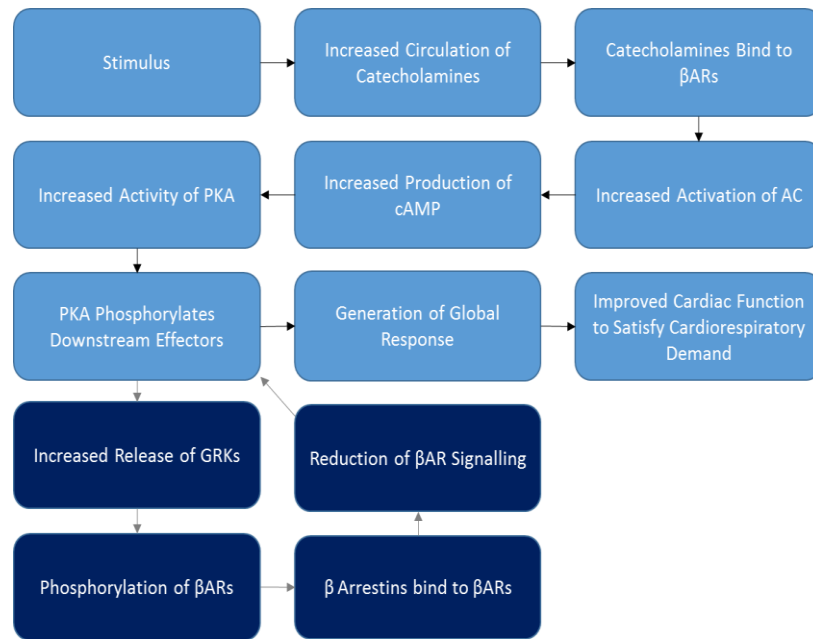 Stimulus
Increased Circulation of
Catecholamines
Catecholamines Bind to
βARs
Increased Activity of PKA
Increased Production of
cAMP
Increased Activation of AC
PKA Phosphorylates
Downstream Effectors
Generation of Global
Response
Improved Cardiac Function
to Satisfy Cardiorespiratory
Demand
Increased Release of GRKs
Reduction of βAR Signalling
Phosphorylation of βARs
β Arrestins bind to βARs